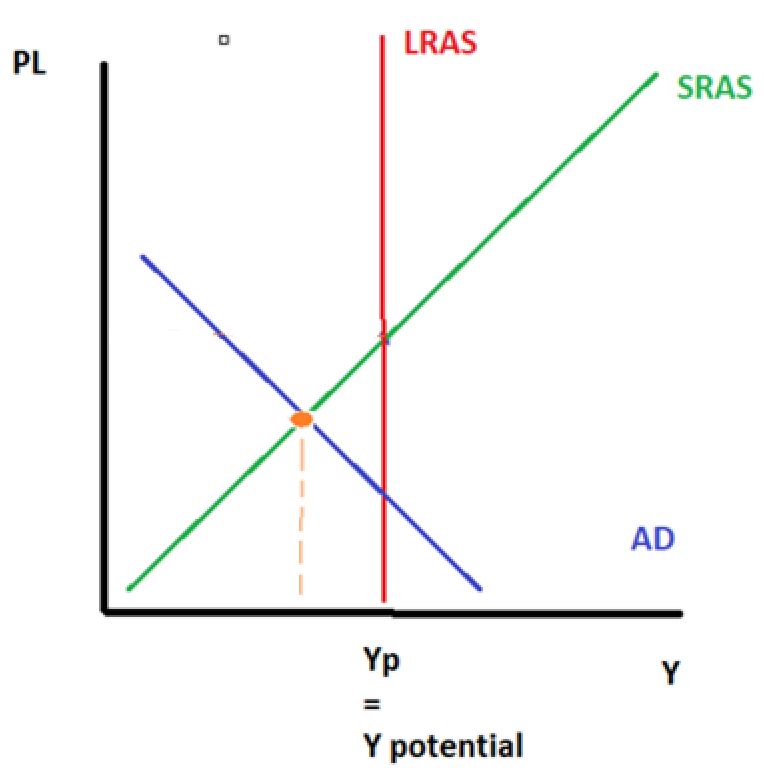 PL
LRAS
SRAS
AD
Yp
=
Y potential
Y